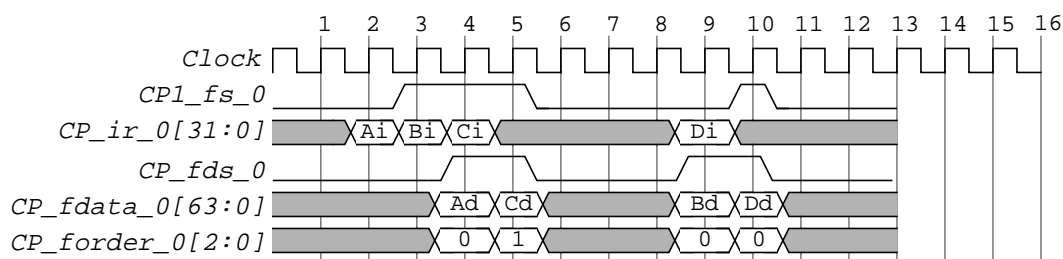 1 2 3 4 5 6 7 8 9 10 11 12 13 14 15 16
Clock
CP1_fs_0
CP_ir_0[31:0] Ai Bi Ci Di
CP_fds_0
CP_fdata_0[63:0] Ad Cd Bd Dd
CP_forder_0[2:0] 0 1 0 0